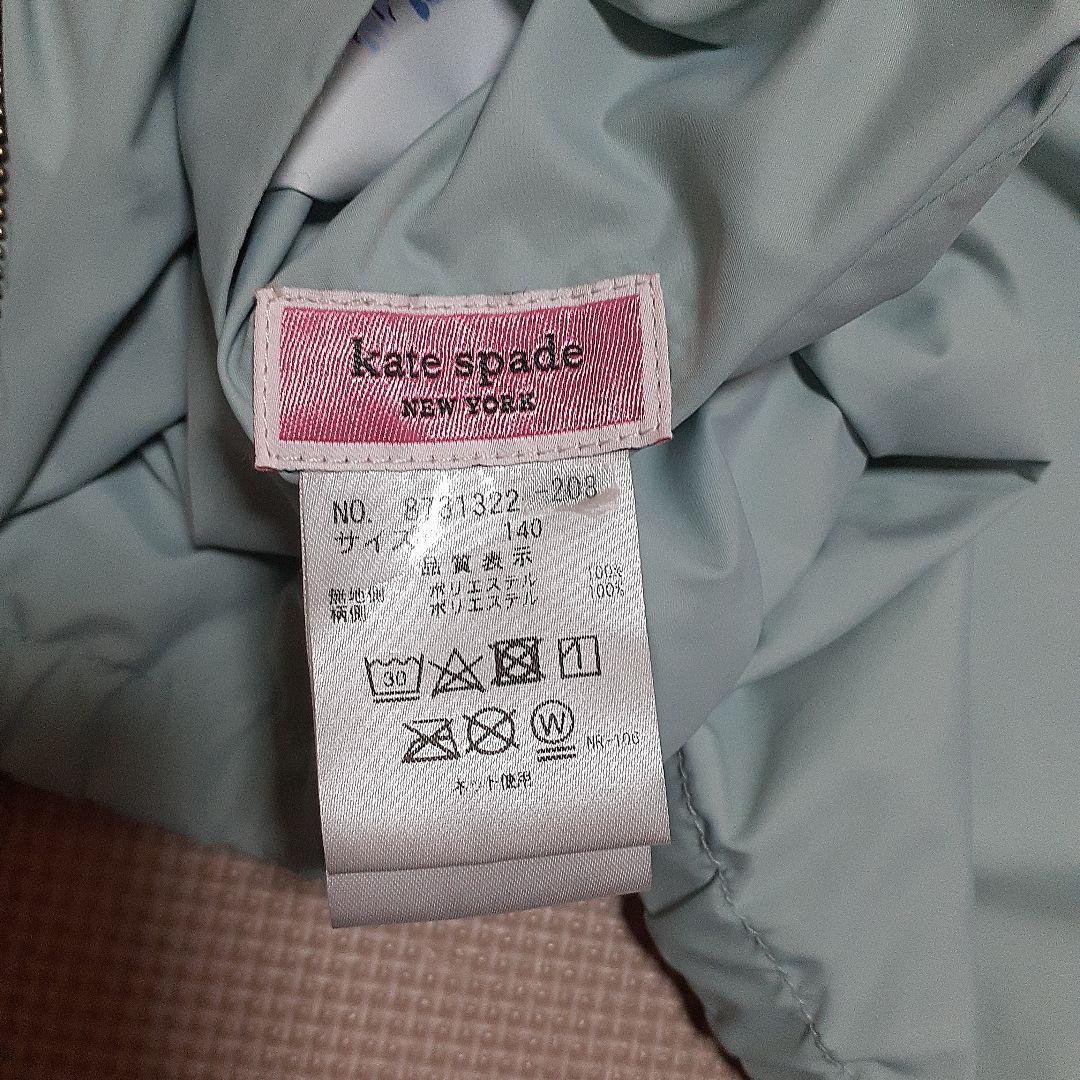 kate spade
NEW YORK
NO. 8731322 -208
サイズ 140
品質表示
無地側 ポリエステル 100%
柄側 ポリエステル 100%
30
1
W
NR-106
ネット使用